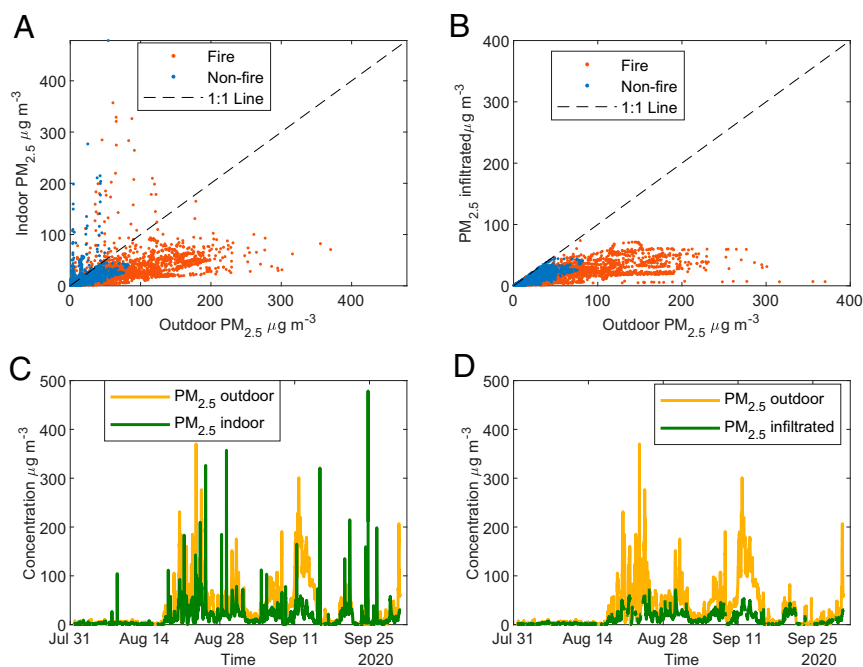 A
Indoor PM2.5 μg m-3
400
300
200
100
0
Fire
Non-fire
1:1 Line
0 100 200 300 400
Outdoor PM2.5 μg m-3
B
PM2.5 infiltrated μg m-3
400
300
200
100
0
Fire
Non-fire
1:1 Line
0 100 200 300 400
Outdoor PM2.5 μg m-3
C
Concentration μg m-3
500
400
300
200
100
0
PM2.5 outdoor
PM2.5 indoor
Jul 31 Aug 14 Aug 28 Sep 11 Sep 25
Time 2020
D
Concentration μg m-3
500
400
300
200
100
0
PM2.5 outdoor
PM2.5 infiltrated
Jul 31 Aug 14 Aug 28 Sep 11 Sep 25
Time 2020